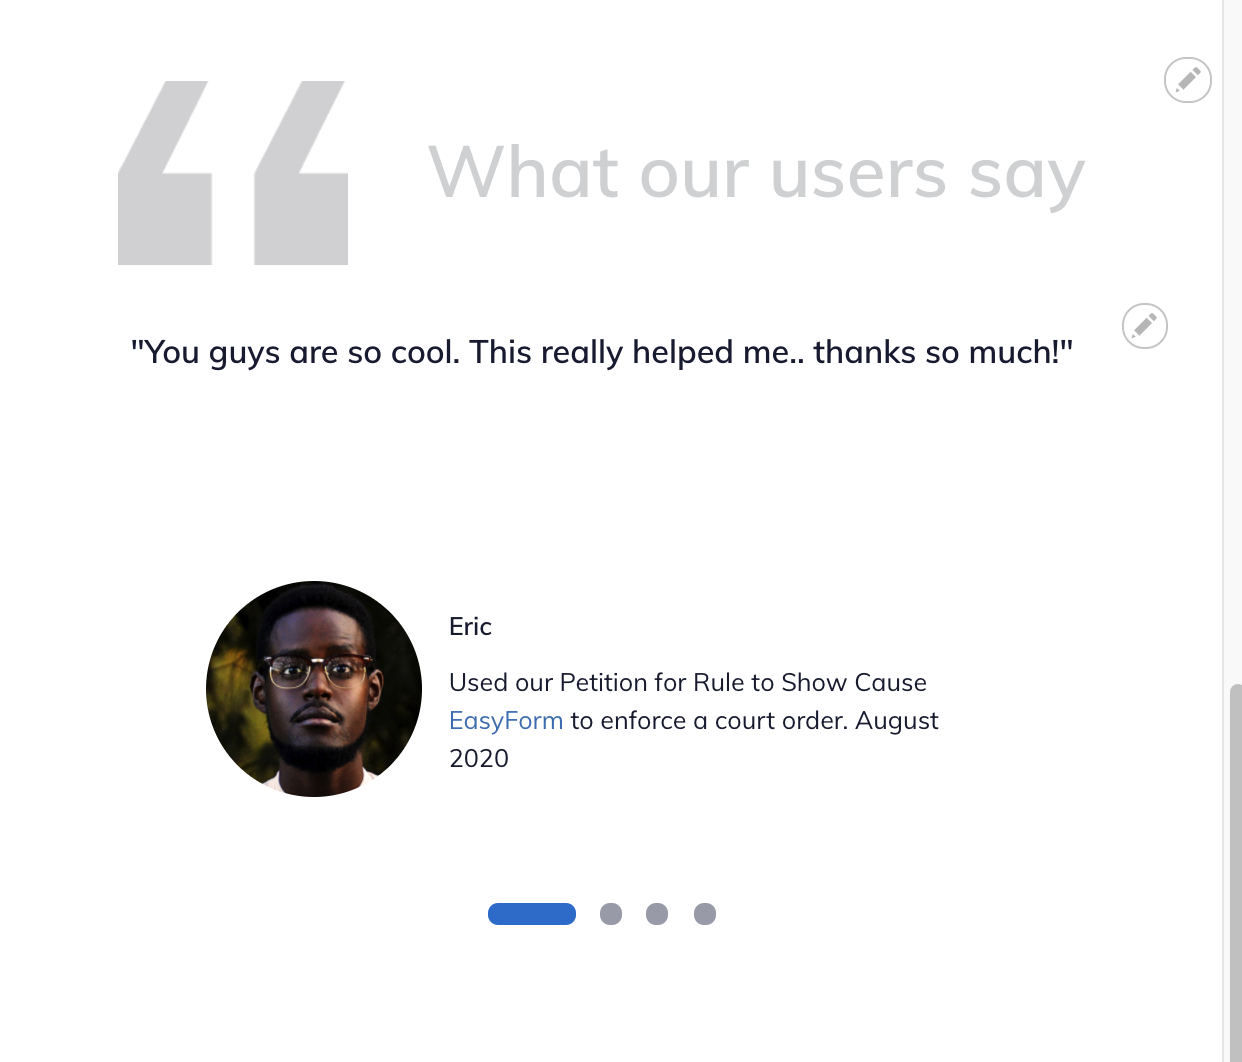 What our users say
"You guys are so cool. This really helped me.. thanks so much!"
Eric
Used our Petition for Rule to Show Cause
EasyForm to enforce a court order. August
2020